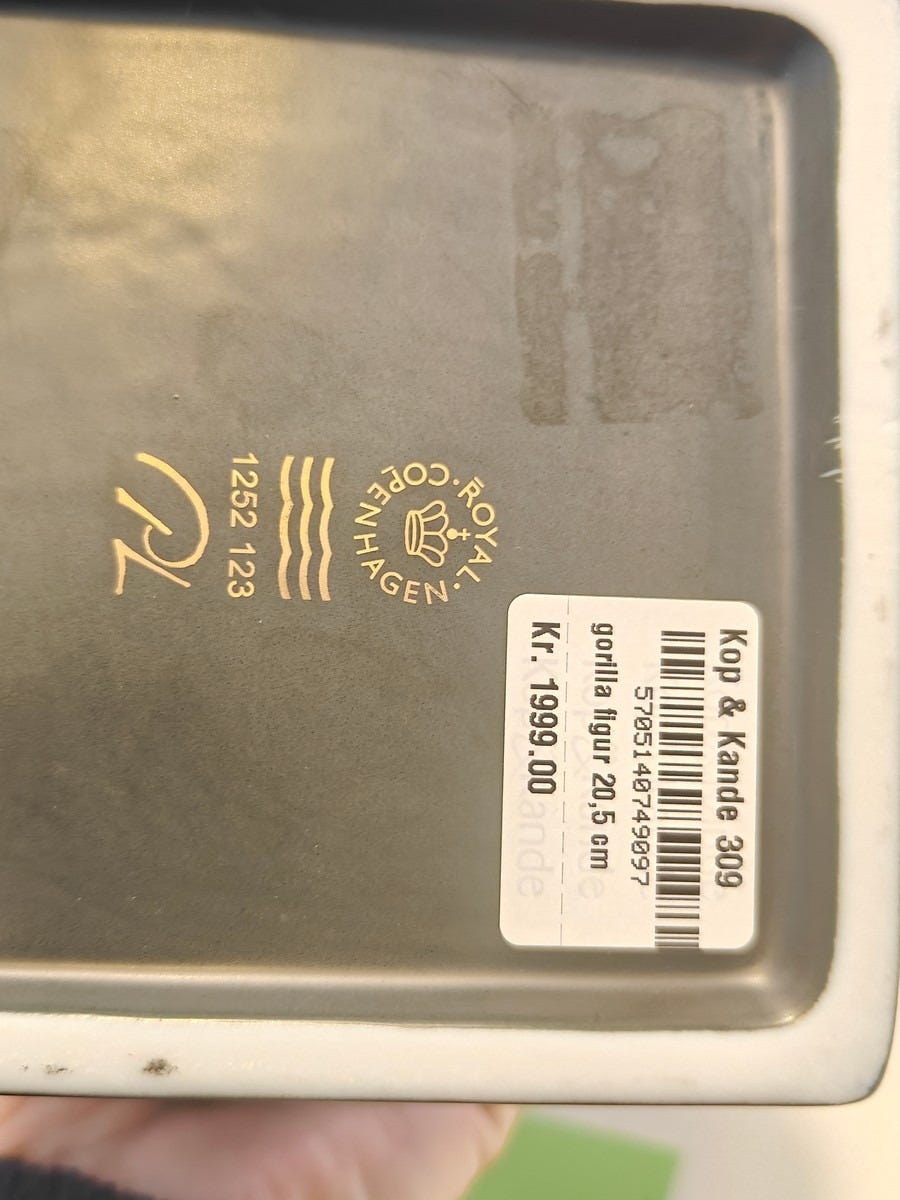 ROYAL
COPENHAGEN
1252 123
Kop & Kande 309
5705140749097
gorilla figur 20,5 cm
Kr. 1999.00